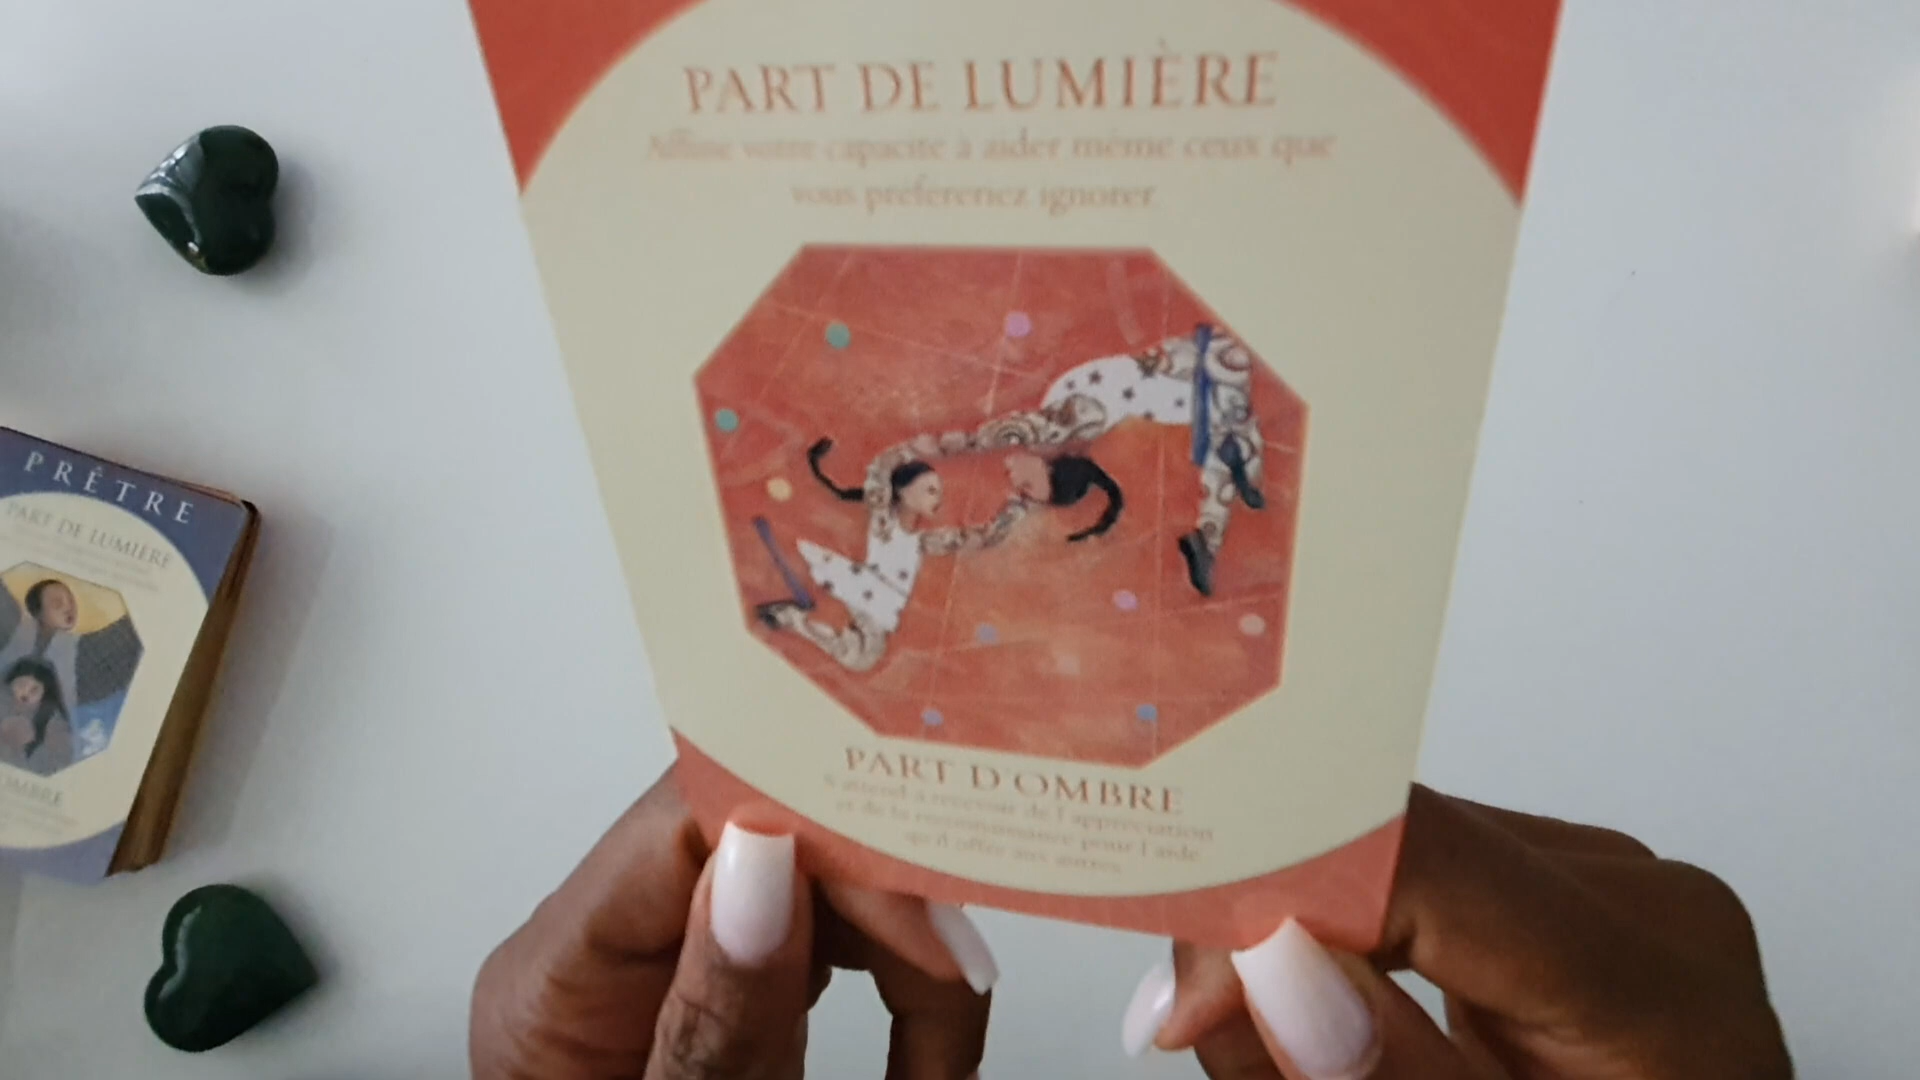 PART DE LUMIÈRE
Affine votre capacité à aider même ceux que
vous préféreriez ignorer
PART D'OMBRE
S'attend à recevoir de l'appréciation
et de la reconnaissance pour l'aide
qu'il offre aux autres
PRÊTRE
PART DE LUMIÈRE
OMBRE